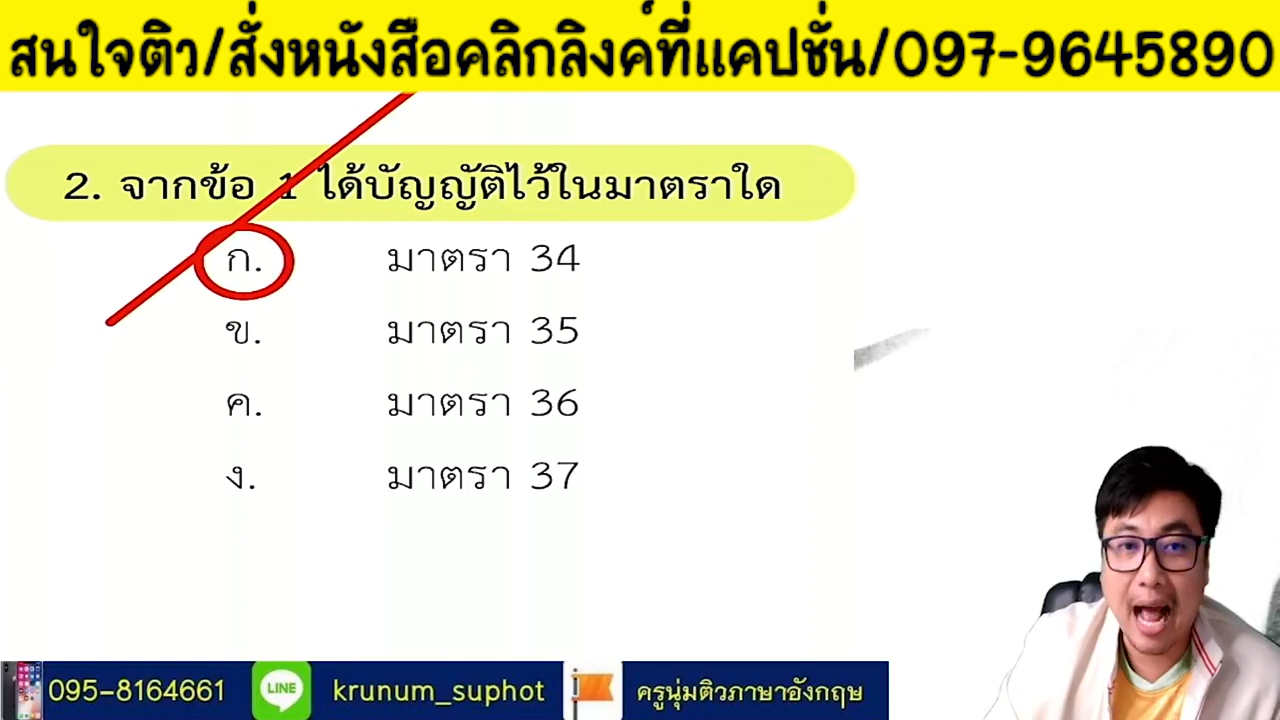 สนใจติว/สั่งหนังสือคลิกลิงค์ที่แคปชั่น/097-9645890
2. จากข้อ 1 ได้บัญญัติไว้ในมาตราใด
ก. มาตรา 34
ข. มาตรา 35
ค. มาตรา 36
ง. มาตรา 37
095-8164661 LINE krunum_suphot ครูนุ่มติวภาษาอังกฤษ